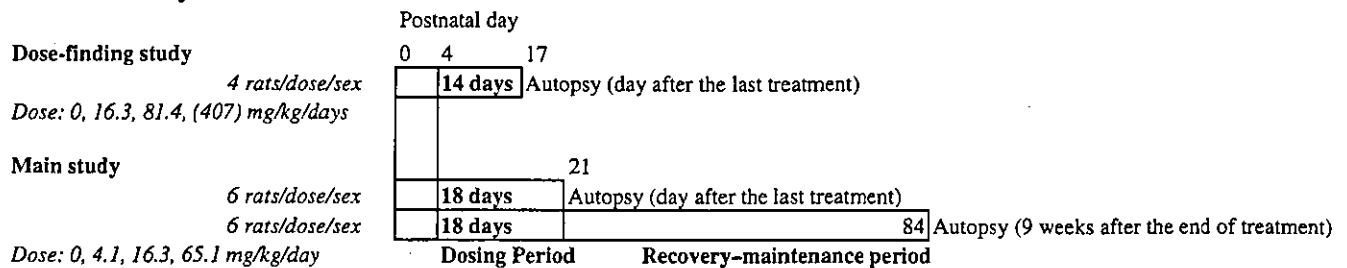 Postnatal day
Dose-finding study 0 4 17
4 rats/dose/sex 14 days Autopsy (day after the last treatment)
Dose: 0, 16.3, 81.4, (407) mg/kg/days
Main study 21
6 rats/dose/sex 18 days Autopsy (day after the last treatment)
6 rats/dose/sex 18 days 84 Autopsy (9 weeks after the end of treatment)
Dose: 0, 4.1, 16.3, 65.1 mg/kg/day Dosing Period Recovery–maintenance period